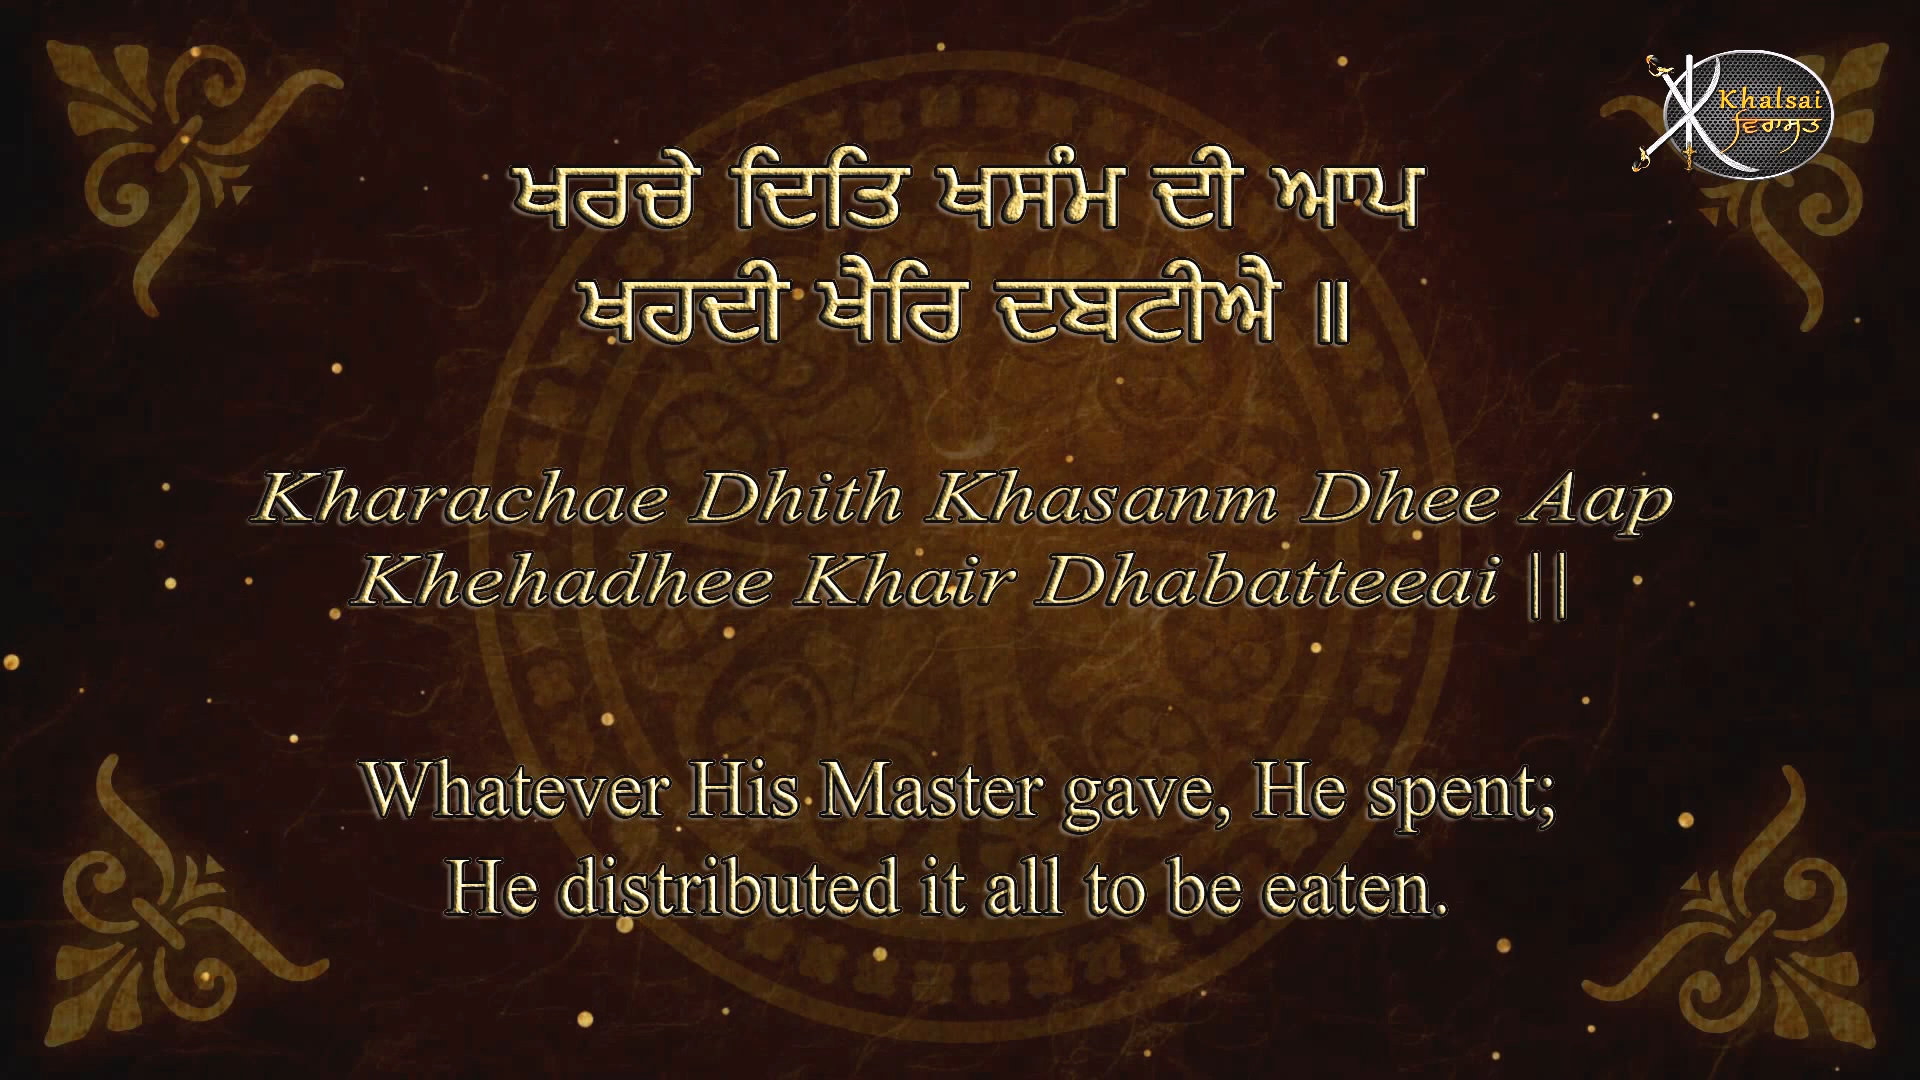 Khalsai
ਵਿਰਾਸਤ
ਖਰਚੇ ਦਿਤਿ ਖਸੰਮ ਦੀ ਆਪ
ਖਹਦੀ ਖੈਰਿ ਦਬਟੀਐ ॥
Kharachae Dhith Khasanm Dhee Aap
Khehadhee Khair Dhabatteeai ||
Whatever His Master gave, He spent;
He distributed it all to be eaten.